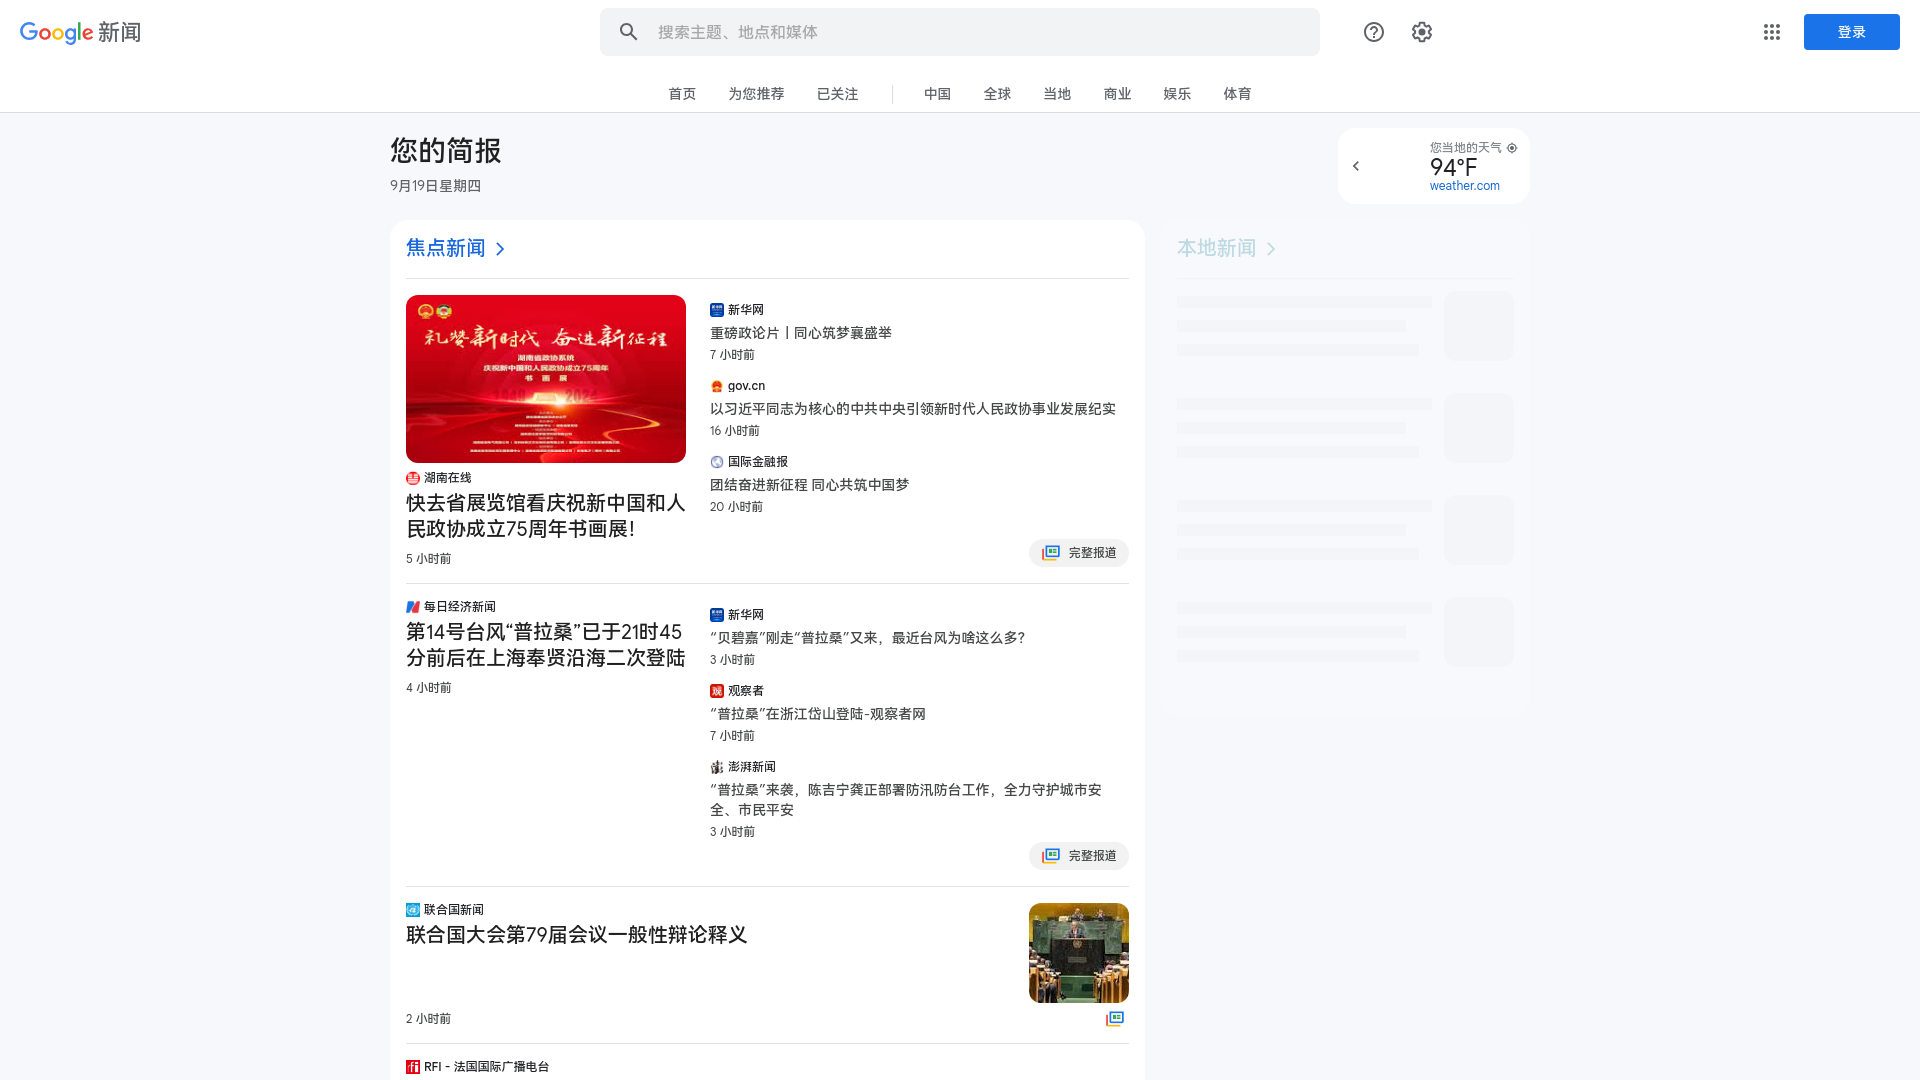 Google 新闻
搜索主题、地点和媒体
登录
首页
为您推荐
已关注
中国
全球
当地
商业
娱乐
体育
您的简报
9月19日星期四
您当地的天气
94°F
weather.com
焦点新闻
礼赞新时代 奋进新征程
湖南省政协系统
庆祝新中国和人民政协成立75周年
书 画 展
湖南在线
快去省展览馆看庆祝新中国和人
民政协成立75周年书画展！
5 小时前
新华网
重磅政论片丨同心筑梦襄盛举
7 小时前
gov.cn
以习近平同志为核心的中共中央引领新时代人民政协事业发展纪实
16 小时前
国际金融报
团结奋进新征程 同心共筑中国梦
20 小时前
完整报道
每日经济新闻
第14号台风“普拉桑”已于21时45
分前后在上海奉贤沿海二次登陆
4 小时前
新华网
“贝碧嘉”刚走“普拉桑”又来，最近台风为啥这么多？
3 小时前
观察者
“普拉桑”在浙江岱山登陆-观察者网
7 小时前
澎湃新闻
“普拉桑”来袭，陈吉宁龚正部署防汛防台工作，全力守护城市安
全、市民平安
3 小时前
完整报道
联合国新闻
联合国大会第79届会议一般性辩论释义
2 小时前
RFI - 法国国际广播电台
本地新闻